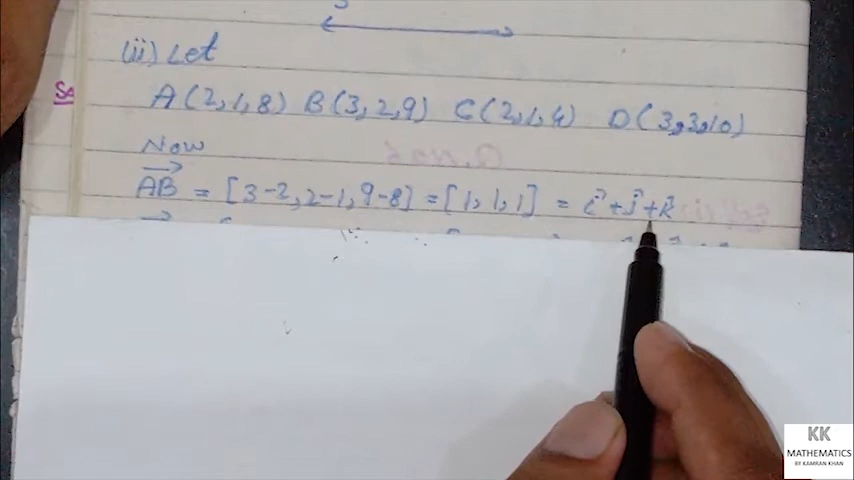 (ii) Let
So
A(2,1,8) B(3,2,9) C(2,1,4) D(3,3,10)
Now
AB⃗ = [3-2, 2-1, 9-8] = [1, 1, 1] = i⃗ + j⃗ + k⃗
KK
MATHEMATICS
BY KAMRAN KHAN